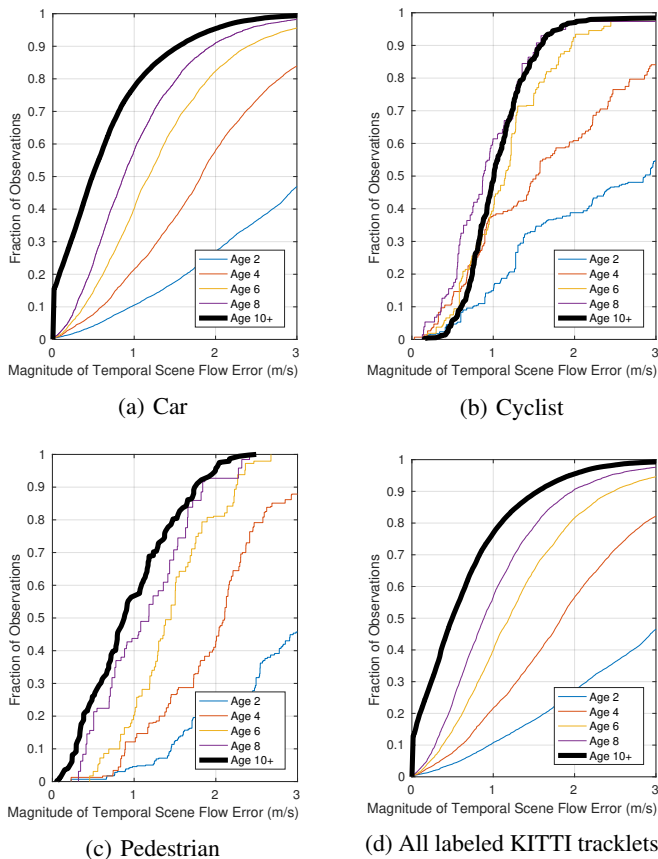 1
0.9
0.8
0.7
0.6
0.5
0.4
0.3
0.2
0.1
0
Fraction of Observations
Age 2
Age 4
Age 6
Age 8
Age 10+
0 1 2 3
Magnitude of Temporal Scene Flow Error (m/s)
(a) Car
1
0.9
0.8
0.7
0.6
0.5
0.4
0.3
0.2
0.1
0
Fraction of Observations
Age 2
Age 4
Age 6
Age 8
Age 10+
0 1 2 3
Magnitude of Temporal Scene Flow Error (m/s)
(b) Cyclist
1
0.9
0.8
0.7
0.6
0.5
0.4
0.3
0.2
0.1
0
Fraction of Observations
Age 2
Age 4
Age 6
Age 8
Age 10+
0 1 2 3
Magnitude of Temporal Scene Flow Error (m/s)
(c) Pedestrian
1
0.9
0.8
0.7
0.6
0.5
0.4
0.3
0.2
0.1
0
Fraction of Observations
Age 2
Age 4
Age 6
Age 8
Age 10+
0 1 2 3
Magnitude of Temporal Scene Flow Error (m/s)
(d) All labeled KITTI tracklets